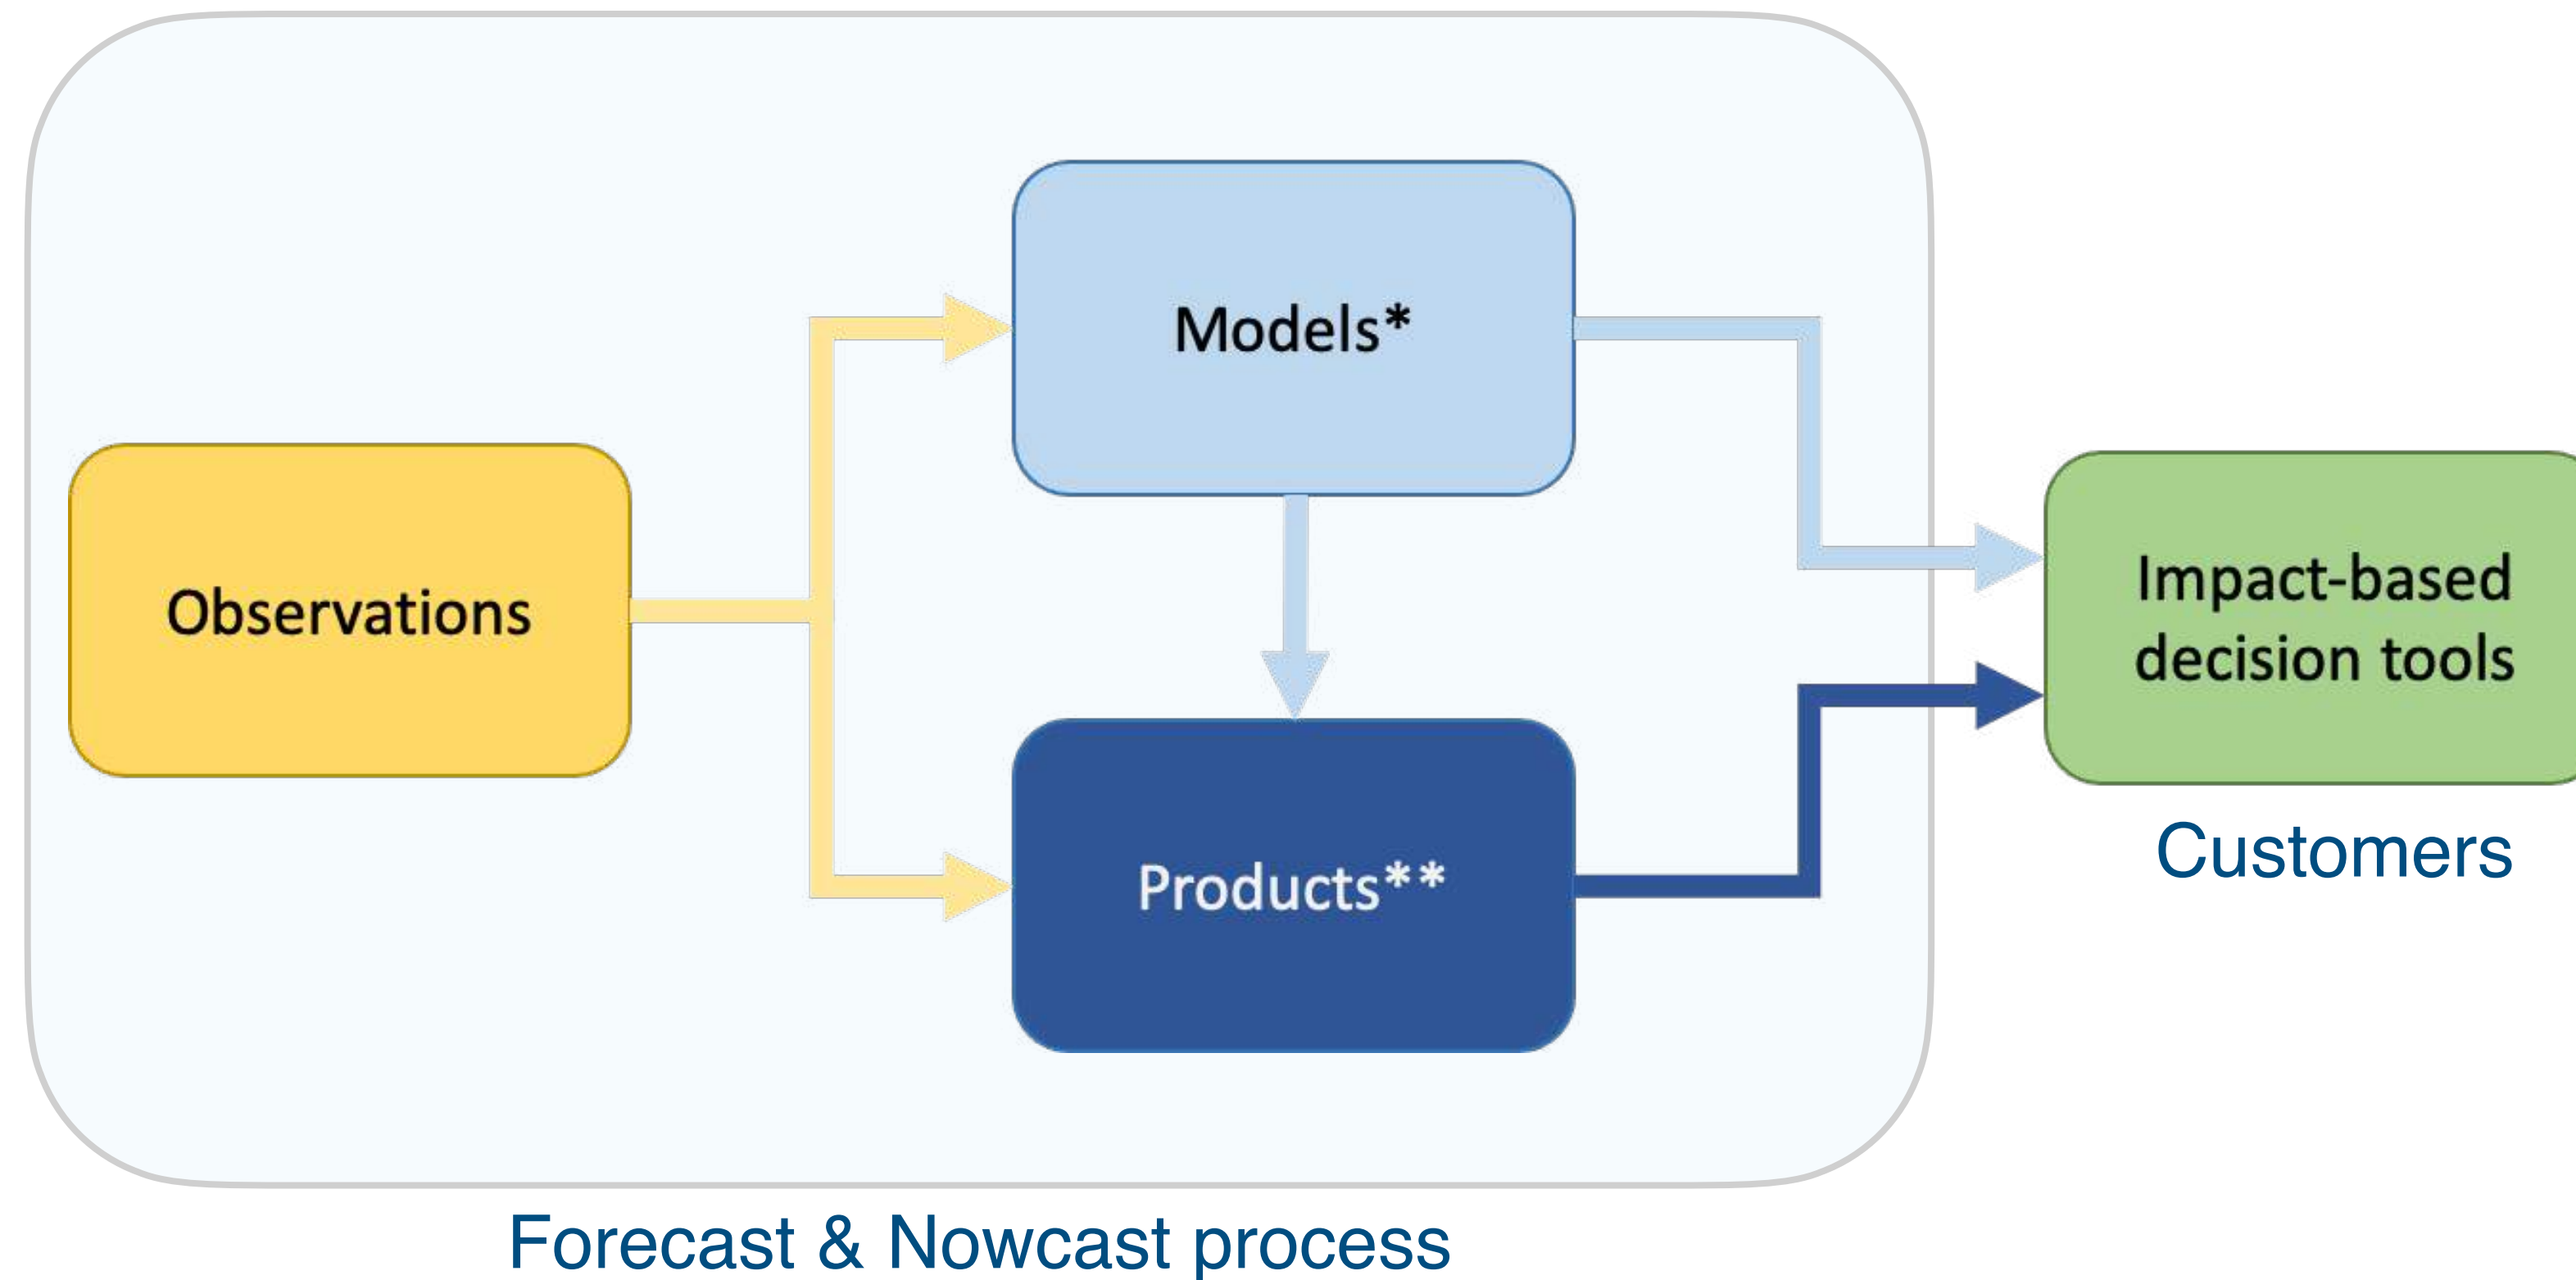 Models*
Observations
Impact-based
decision tools
Products**
Customers
Forecast & Nowcast process